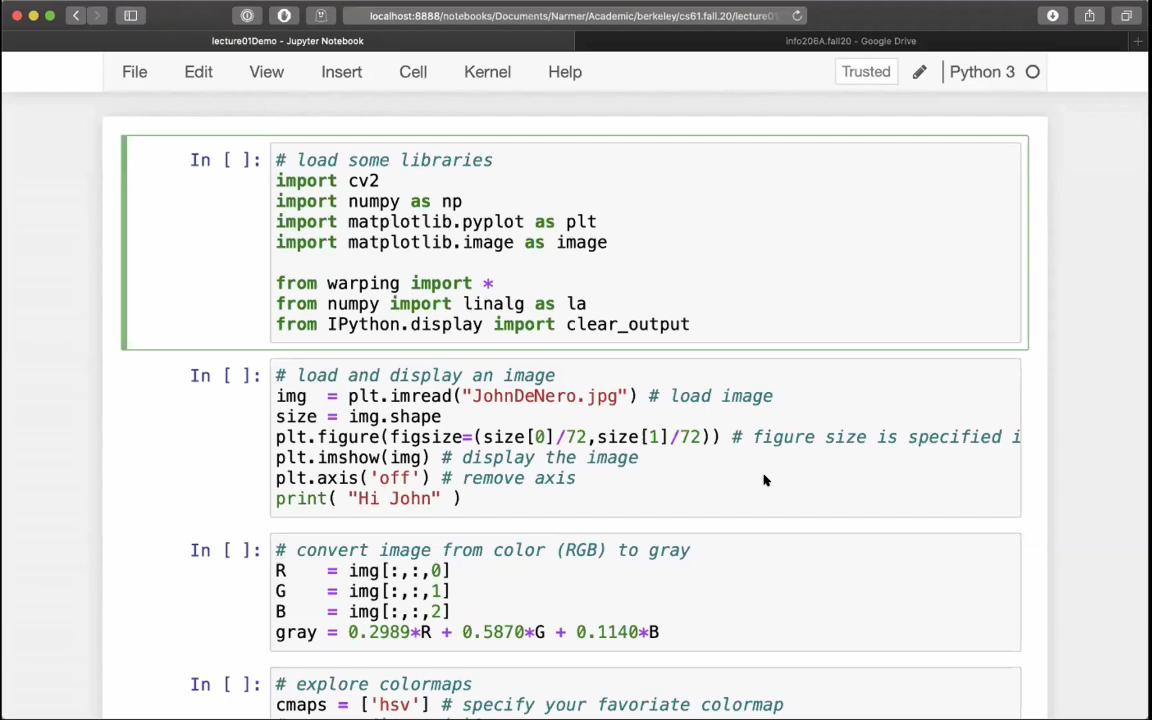 localhost:8888/notebooks/Documents/Narmer/Academic/berkeley/cs61.fall.20/lecture01
lecture01Demo - Jupyter Notebook
info206A.fall20 - Google Drive
File Edit View Insert Cell Kernel Help Trusted Python 3
In [ ]: # load some libraries
import cv2
import numpy as np
import matplotlib.pyplot as plt
import matplotlib.image as image
from warping import *
from numpy import linalg as la
from IPython.display import clear_output
In [ ]: # load and display an image
img = plt.imread("JohnDeNero.jpg") # load image
size = img.shape
plt.figure(figsize=(size[0]/72,size[1]/72)) # figure size is specified i
plt.imshow(img) # display the image
plt.axis('off') # remove axis
print( "Hi John" )
In [ ]: # convert image from color (RGB) to gray
R = img[:,:,0]
G = img[:,:,1]
B = img[:,:,2]
gray = 0.2989*R + 0.5870*G + 0.1140*B
In [ ]: # explore colormaps
cmaps = ['hsv'] # specify your favoriate colormap